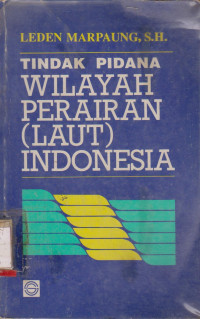 LEDEN MARPAUNG, S.H.
TINDAK PIDANA
WILAYAH
PERAIRAN
(LAUT)
INDONESIA